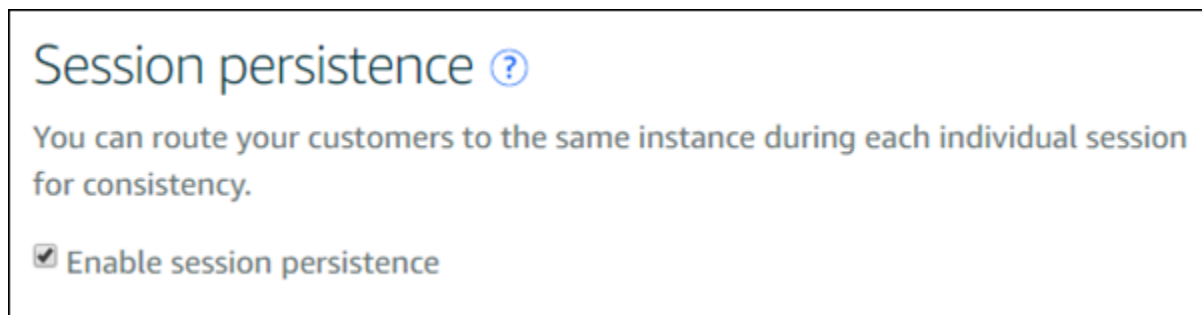 Session persistence ?
You can route your customers to the same instance during each individual session
for consistency.
Enable session persistence